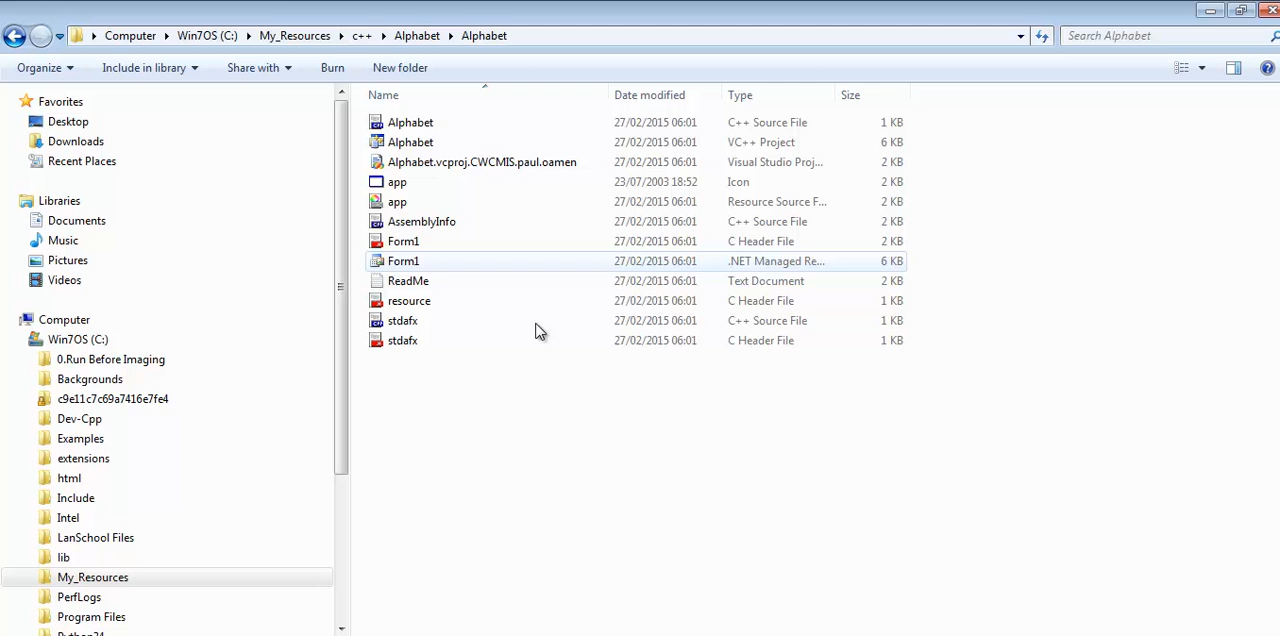 Computer Win7OS (C:) My_Resources c++ Alphabet Alphabet Search Alphabet
Organize Include in library Share with Burn New folder
Name Date modified Type Size
Favorites
Desktop
Downloads
Recent Places
Libraries
Documents
Music
Pictures
Videos
Computer
Win7OS (C:)
0.Run Before Imaging
Backgrounds
c9e11c7c69a7416e7fe4
Dev-Cpp
Examples
extensions
html
Include
Intel
LanSchool Files
lib
My_Resources
PerfLogs
Program Files
Alphabet 27/02/2015 06:01 C++ Source File 1 KB
Alphabet 27/02/2015 06:01 VC++ Project 6 KB
Alphabet.vcproj.CWCMIS.paul.oamen 27/02/2015 06:01 Visual Studio Proj... 2 KB
app 23/07/2003 18:52 Icon 2 KB
app 27/02/2015 06:01 Resource Source F... 2 KB
AssemblyInfo 27/02/2015 06:01 C++ Source File 2 KB
Form1 27/02/2015 06:01 C Header File 2 KB
Form1 27/02/2015 06:01 .NET Managed Re... 6 KB
ReadMe 27/02/2015 06:01 Text Document 2 KB
resource 27/02/2015 06:01 C Header File 1 KB
stdafx 27/02/2015 06:01 C++ Source File 1 KB
stdafx 27/02/2015 06:01 C Header File 1 KB